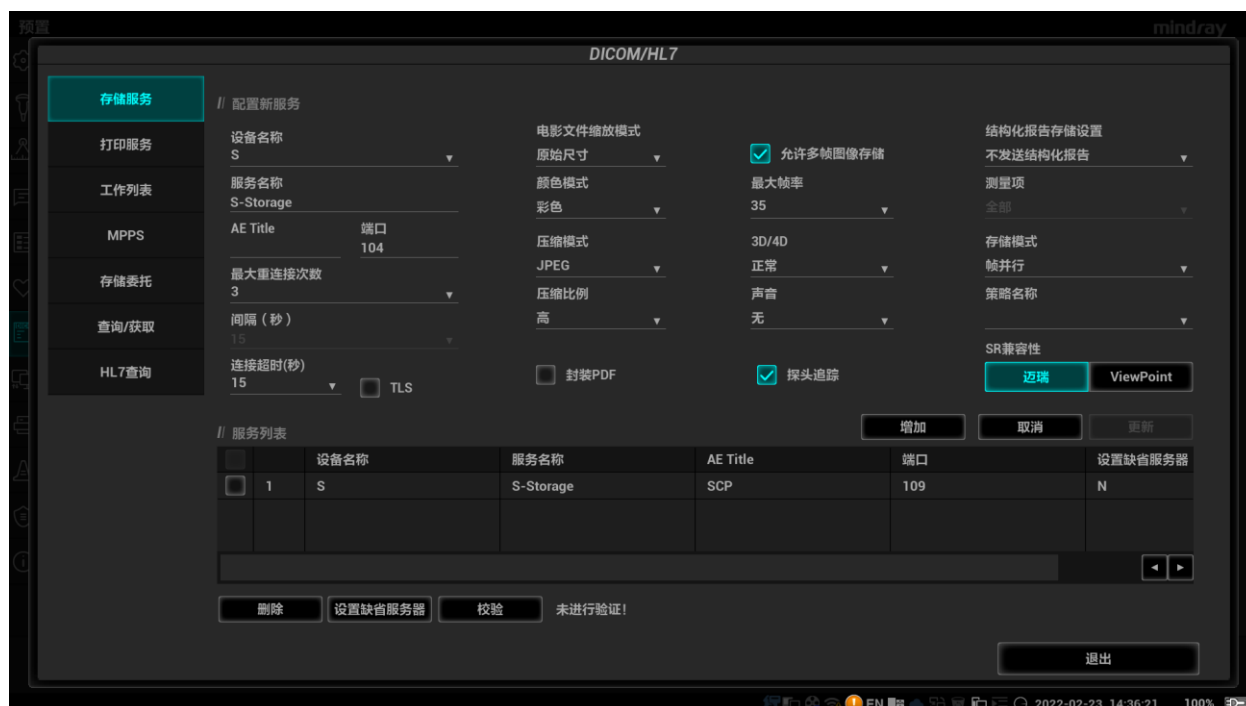 预置
mindray
DICOM/HL7
存储服务
打印服务
工作列表
MPPS
存储委托
查询/获取
HL7查询
// 配置新服务
设备名称
S
服务名称
S-Storage
AE Title 端口
104
最大重连接次数
3
间隔（秒）
15
连接超时(秒)
15 TLS
电影文件缩放模式
原始尺寸
颜色模式
彩色
压缩模式
JPEG
压缩比例
高
封装PDF
允许多帧图像存储
最大帧率
35
3D/4D
正常
声音
无
探头追踪
结构化报告存储设置
不发送结构化报告
测量项
全部
存储模式
帧并行
策略名称
SR兼容性
迈瑞 ViewPoint
// 服务列表
增加 取消 更新
设备名称 服务名称 AE Title 端口 设置缺省服务器
1 S S-Storage SCP 109 N
删除 设置缺省服务器 校验 未进行验证！
退出
EN 2022-02-23 14:36:21 100%